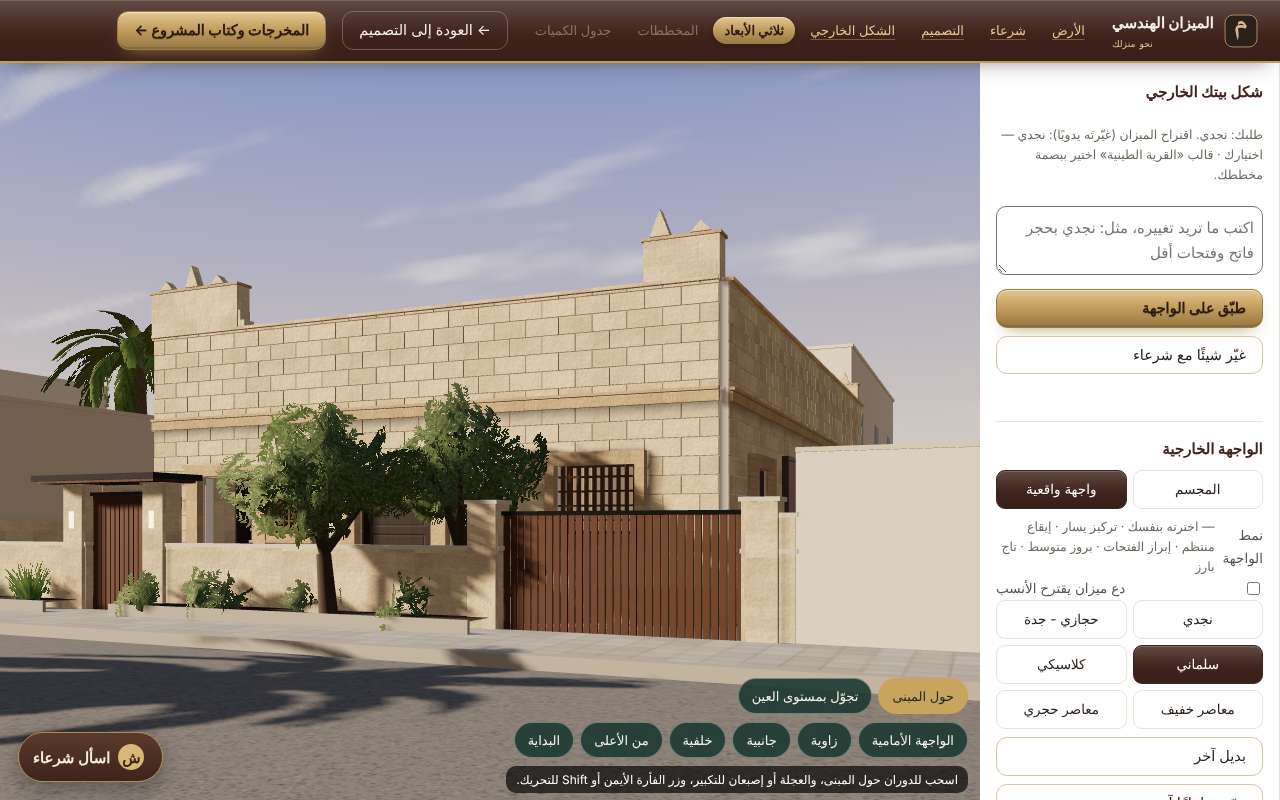 الميزان الهندسي
نحو منزلك
م
الأرض
شرعاء
التصميم
الشكل الخارجي
ثلاثي الأبعاد
المخططات
جدول الكميات
← العودة إلى التصميم
المخرجات وكتاب المشروع ←
شكل بيتك الخارجي
طلبك: نجدي. اقتراح الميزان (غيّرته يدويًا): نجدي —
اختيارك · قالب «القرية الطينية» اختير ببصمة
مخططك.
اكتب ما تريد تغييره، مثل: نجدي بحجر
فاتح وفتحات أقل
طبّق على الواجهة
غيّر شيئًا مع شرعاء
الواجهة الخارجية
المجسم
واجهة واقعية
نمط الواجهة
— اخترته بنفسك · تركيز يسار · إيقاع
منتظم · إبراز الفتحات · بروز متوسط · تاج
بارز
دع ميزان يقترح الأنسب
نجدي
حجازي - جدة
سلماني
كلاسيكي
معاصر خفيف
معاصر حجري
بديل آخر
حول المبنى
تجوّل بمستوى العين
الواجهة الأمامية
زاوية
جانبية
خلفية
من الأعلى
البداية
اسحب للدوران حول المبنى، والعجلة أو إصبعان للتكبير، وزر الفأرة الأيمن أو Shift للتحريك.
ش
اسأل شرعاء